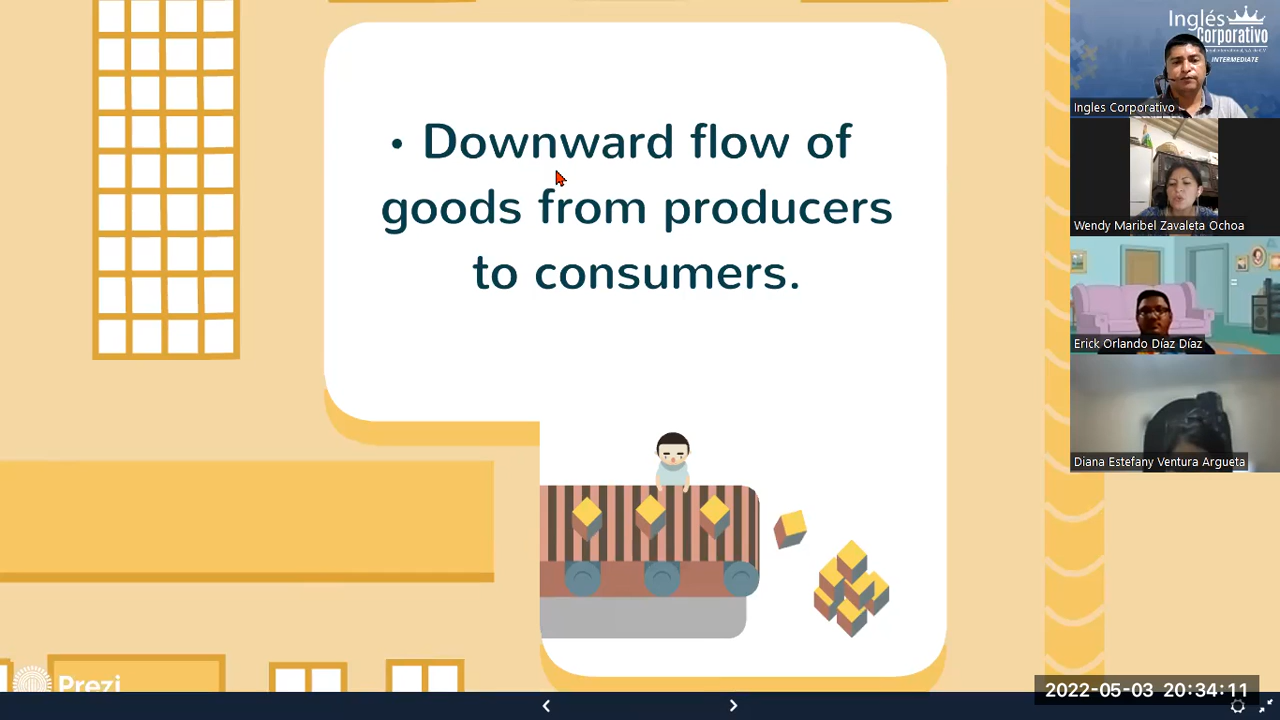 • Downward flow of
goods from producers
to consumers.
Prezi
Inglés
Corporativo
INTERMEDIATE
Ingles Corporativo
Wendy Maribel Zavaleta Ochoa
Erick Orlando Díaz Díaz
Diana Estefany Ventura Argueta
2022-05-03 20:34:11